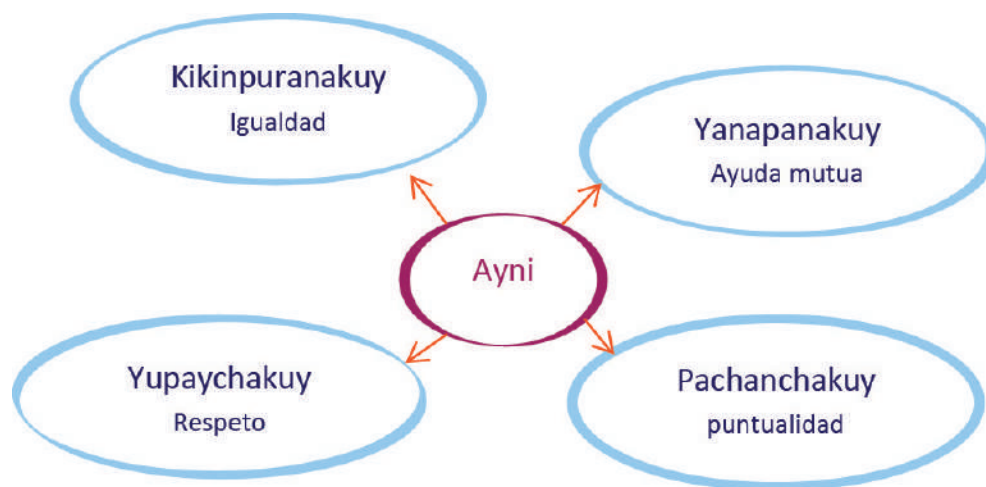 Kikinpuranakuy
Igualdad
Yanapanakuy
Ayuda mutua
Ayni
Yupaychakuy
Respeto
Pachanchakuy
puntualidad